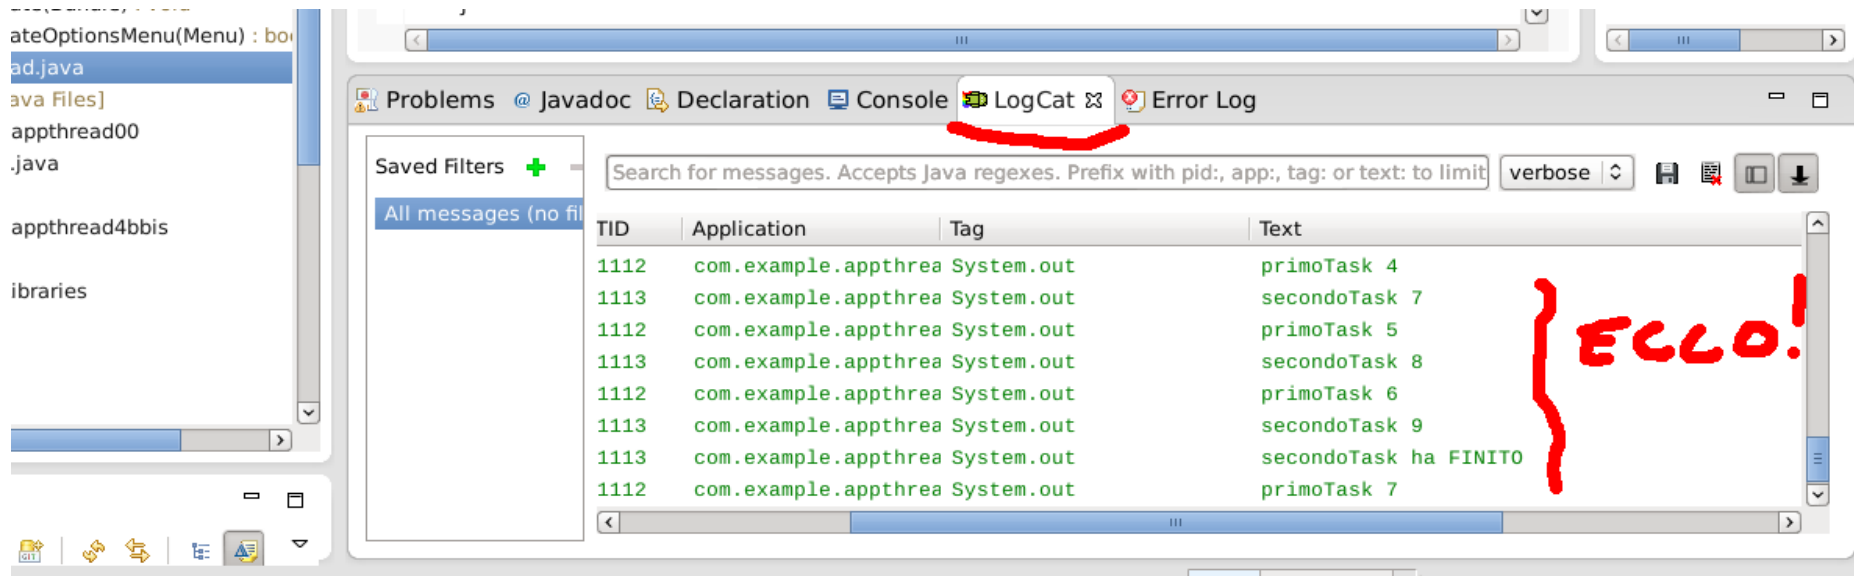 ateOptionsMenu(Menu) : bo
ad.java
ava Files]
appthread00
.java
appthread4bbis
ibraries
Problems @ Javadoc Declaration Console LogCat Error Log
Saved Filters
All messages (no fil
Search for messages. Accepts Java regexes. Prefix with pid:, app:, tag: or text: to limit
verbose
TID Application Tag Text
1112 com.example.appthrea System.out primoTask 4
1113 com.example.appthrea System.out secondoTask 7
1112 com.example.appthrea System.out primoTask 5
1113 com.example.appthrea System.out secondoTask 8
1112 com.example.appthrea System.out primoTask 6
1113 com.example.appthrea System.out secondoTask 9
1113 com.example.appthrea System.out secondoTask ha FINITO
1112 com.example.appthrea System.out primoTask 7
ECCO!
GIT